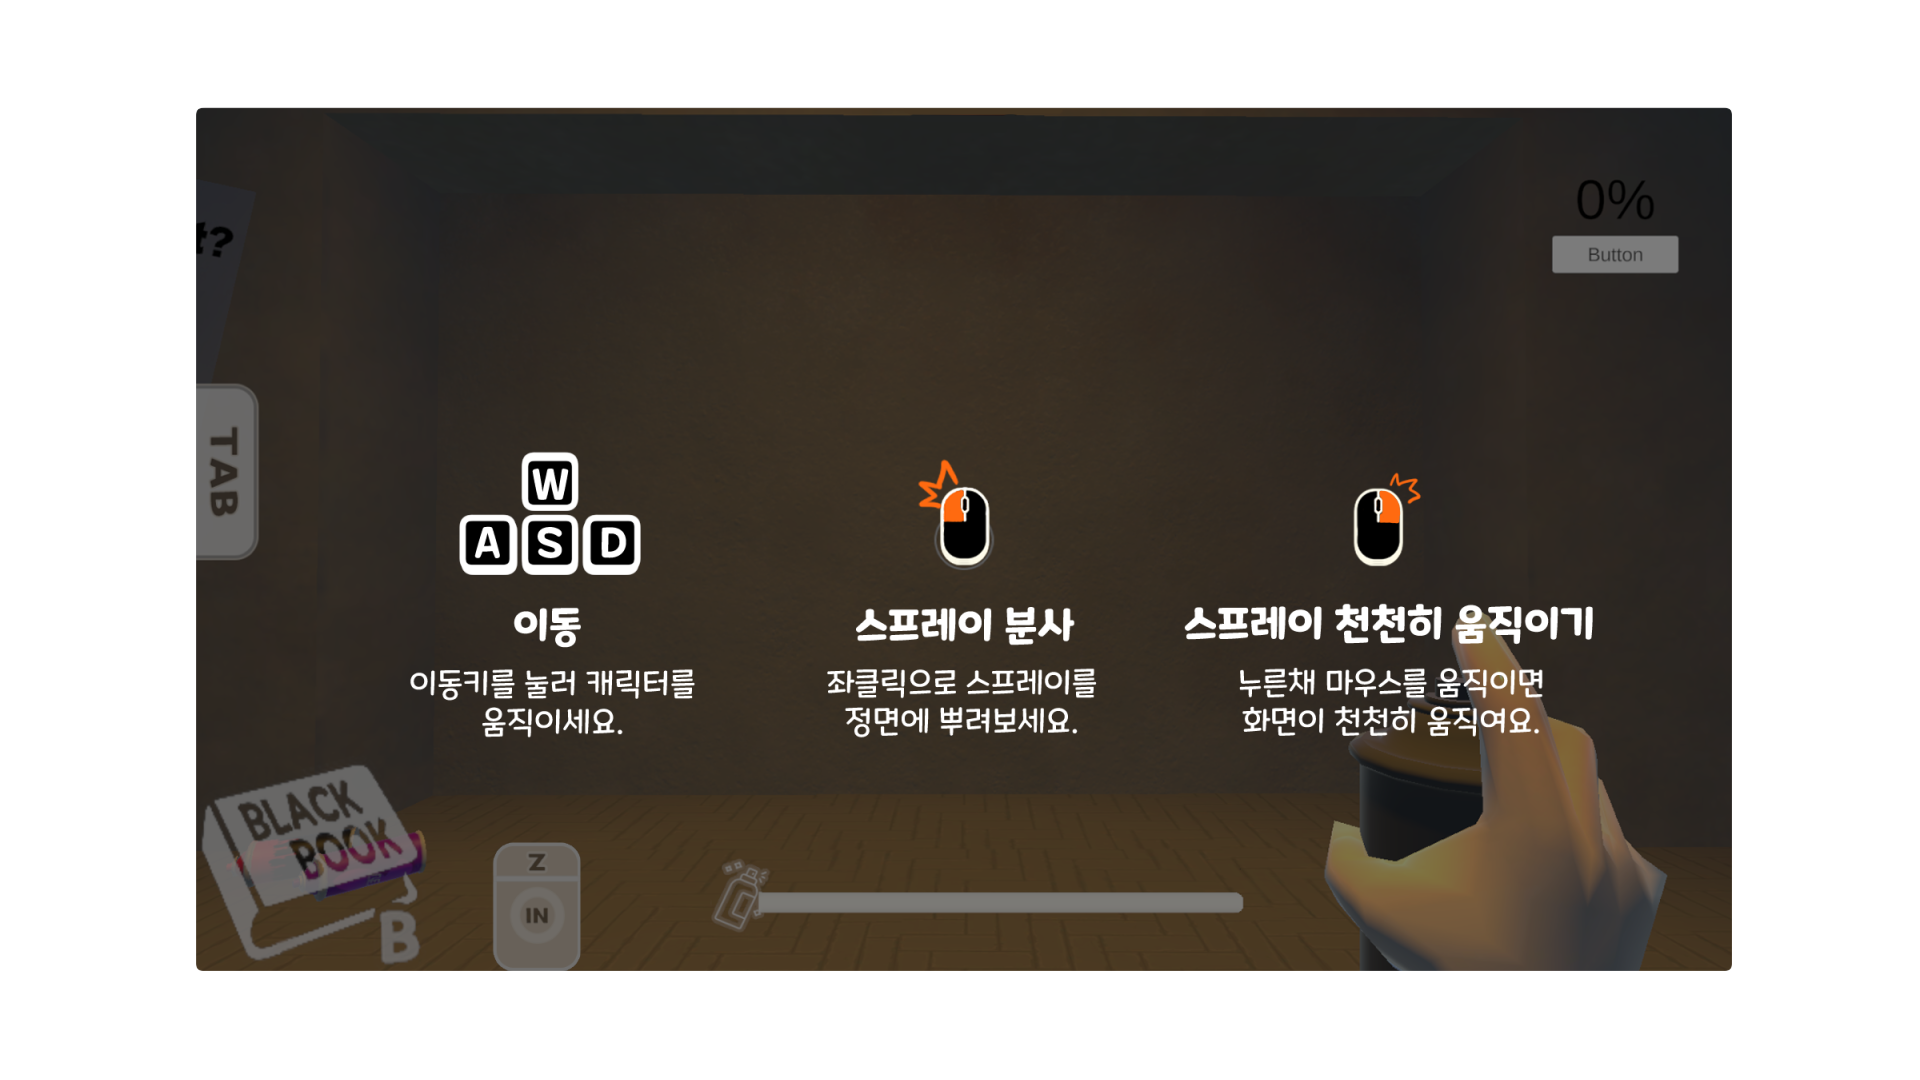 t?
0%
Button
TAB
W
A S D
이동
이동키를 눌러 캐릭터를
움직이세요.
스프레이 분사
좌클릭으로 스프레이를
정면에 뿌려보세요.
스프레이 천천히 움직이기
누른채 마우스를 움직이면
화면이 천천히 움직여요.
BLACK
BOOK
B
Z
IN